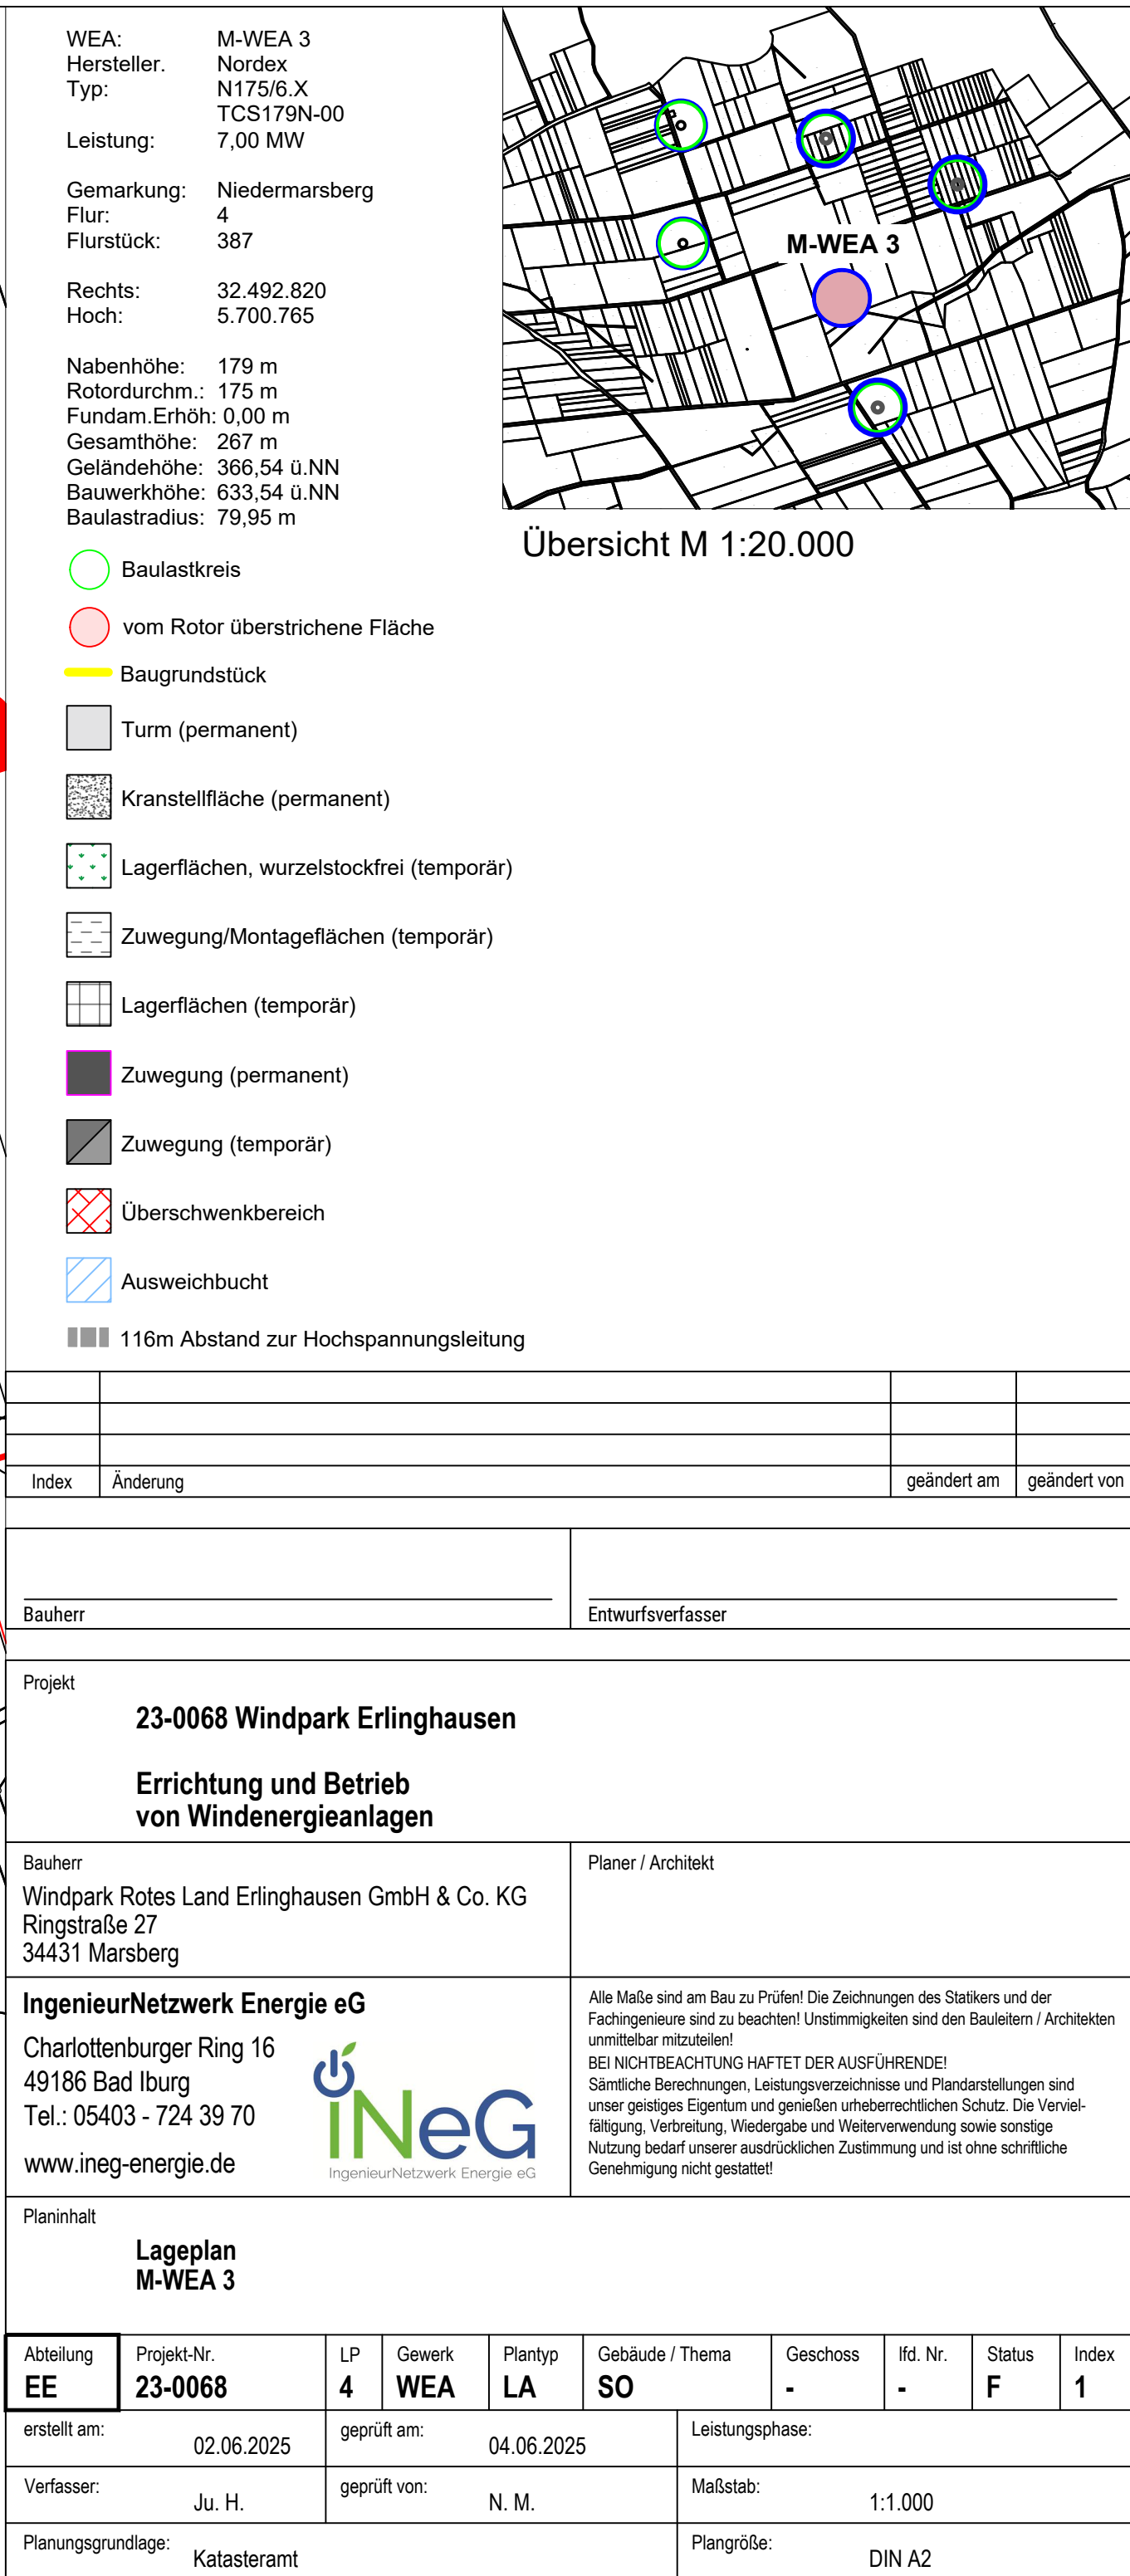 WEA: M-WEA 3
Hersteller. Nordex
Typ: N175/6.X
TCS179N-00
Leistung: 7,00 MW
Gemarkung: Niedermarsberg
Flur: 4
Flurstück: 387
Rechts: 32.492.820
Hoch: 5.700.765
Nabenhöhe: 179 m
Rotordurchm.: 175 m
Fundam.Erhöh: 0,00 m
Gesamthöhe: 267 m
Geländehöhe: 366,54 ü.NN
Bauwerkhöhe: 633,54 ü.NN
Baulastradius: 79,95 m
M-WEA 3
Übersicht M 1:20.000
Baulastkreis
vom Rotor überstrichene Fläche
Baugrundstück
Turm (permanent)
Kranstellfläche (permanent)
Lagerflächen, wurzelstockfrei (temporär)
Zuwegung/Montageflächen (temporär)
Lagerflächen (temporär)
Zuwegung (permanent)
Zuwegung (temporär)
Überschwenkbereich
Ausweichbucht
116m Abstand zur Hochspannungsleitung
Index Änderung geändert am geändert von
Bauherr Entwurfsverfasser
Projekt
23-0068 Windpark Erlinghausen
Errichtung und Betrieb
von Windenergieanlagen
Bauherr
Windpark Rotes Land Erlinghausen GmbH & Co. KG
Ringstraße 27
34431 Marsberg
Planer / Architekt
IngenieurNetzwerk Energie eG
Charlottenburger Ring 16
49186 Bad Iburg
Tel.: 05403 - 724 39 70
www.ineg-energie.de
iNeG
IngenieurNetzwerk Energie eG
Alle Maße sind am Bau zu Prüfen! Die Zeichnungen des Statikers und der
Fachingenieure sind zu beachten! Unstimmigkeiten sind den Bauleitern / Architekten
unmittelbar mitzuteilen!
BEI NICHTBEACHTUNG HAFTET DER AUSFÜHRENDE!
Sämtliche Berechnungen, Leistungsverzeichnisse und Plandarstellungen sind
unser geistiges Eigentum und genießen urheberrechtlichen Schutz. Die Verviel-
fältigung, Verbreitung, Wiedergabe und Weiterverwendung sowie sonstige
Nutzung bedarf unserer ausdrücklichen Zustimmung und ist ohne schriftliche
Genehmigung nicht gestattet!
Planinhalt
Lageplan
M-WEA 3
Abteilung Projekt-Nr. LP Gewerk Plantyp Gebäude / Thema Geschoss lfd. Nr. Status Index
EE 23-0068 4 WEA LA SO - - F 1
erstellt am: 02.06.2025 geprüft am: 04.06.2025 Leistungsphase:
Verfasser: Ju. H. geprüft von: N. M. Maßstab: 1:1.000
Planungsgrundlage: Katasteramt Plangröße: DIN A2